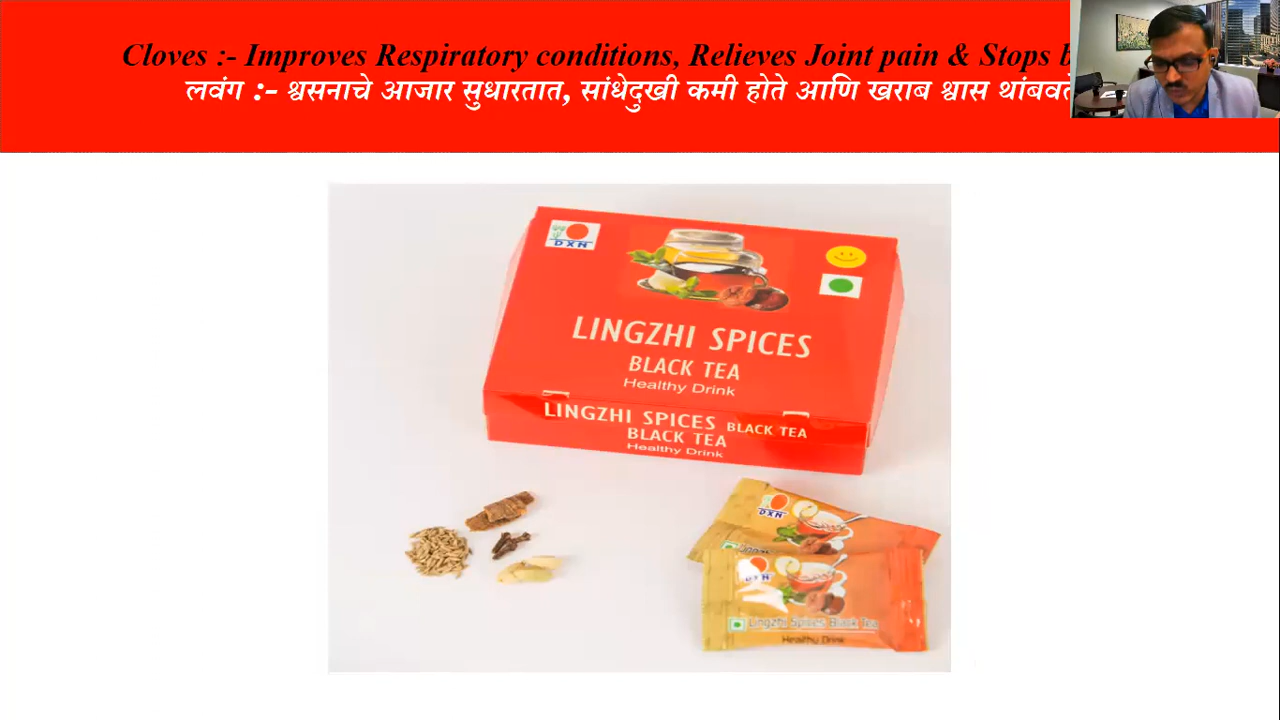 Cloves :- Improves Respiratory conditions, Relieves Joint pain & Stops
लवंग :- श्वसनाचे आजार सुधारतात, सांधेदुखी कमी होते आणि खराब श्वास
DXN
LINGZHI SPICES
BLACK TEA
Healthy Drink
LINGZHI SPICES BLACK TEA
BLACK TEA
Healthy Drink
DXN
DXN
Lingzhi Spices Black Tea
Healthy Drink